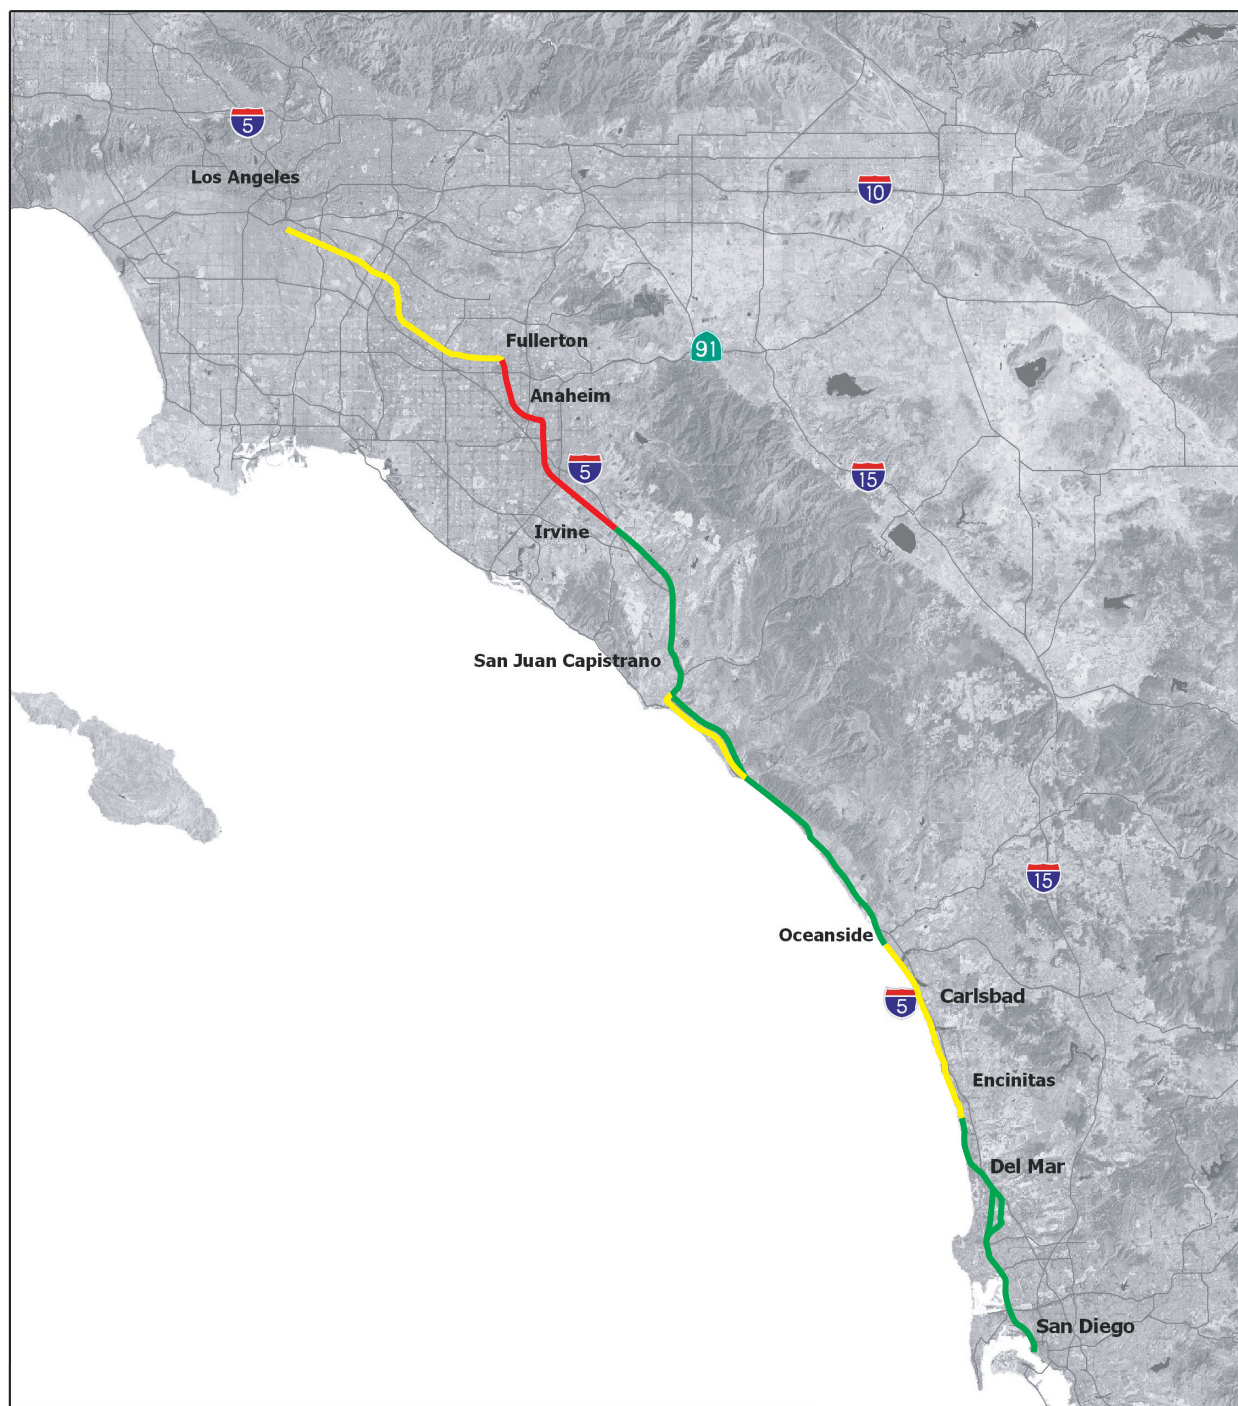 5
Los Angeles
10
Fullerton
91
Anaheim
5
15
Irvine
San Juan Capistrano
15
Oceanside
Carlsbad
5
Encinitas
Del Mar
San Diego